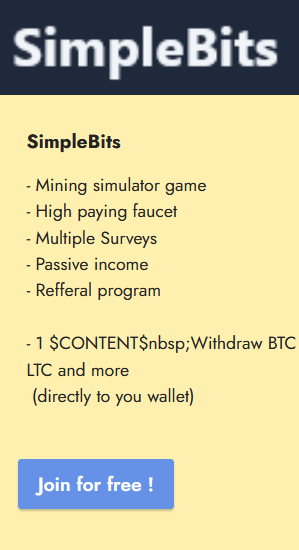 SimpleBits
SimpleBits
- Mining simulator game
- High paying faucet
- Multiple Surveys
- Passive income
- Refferal program
- 1 $CONTENT$nbsp;Withdraw BTC
LTC and more
(directly to you wallet)
Join for free !